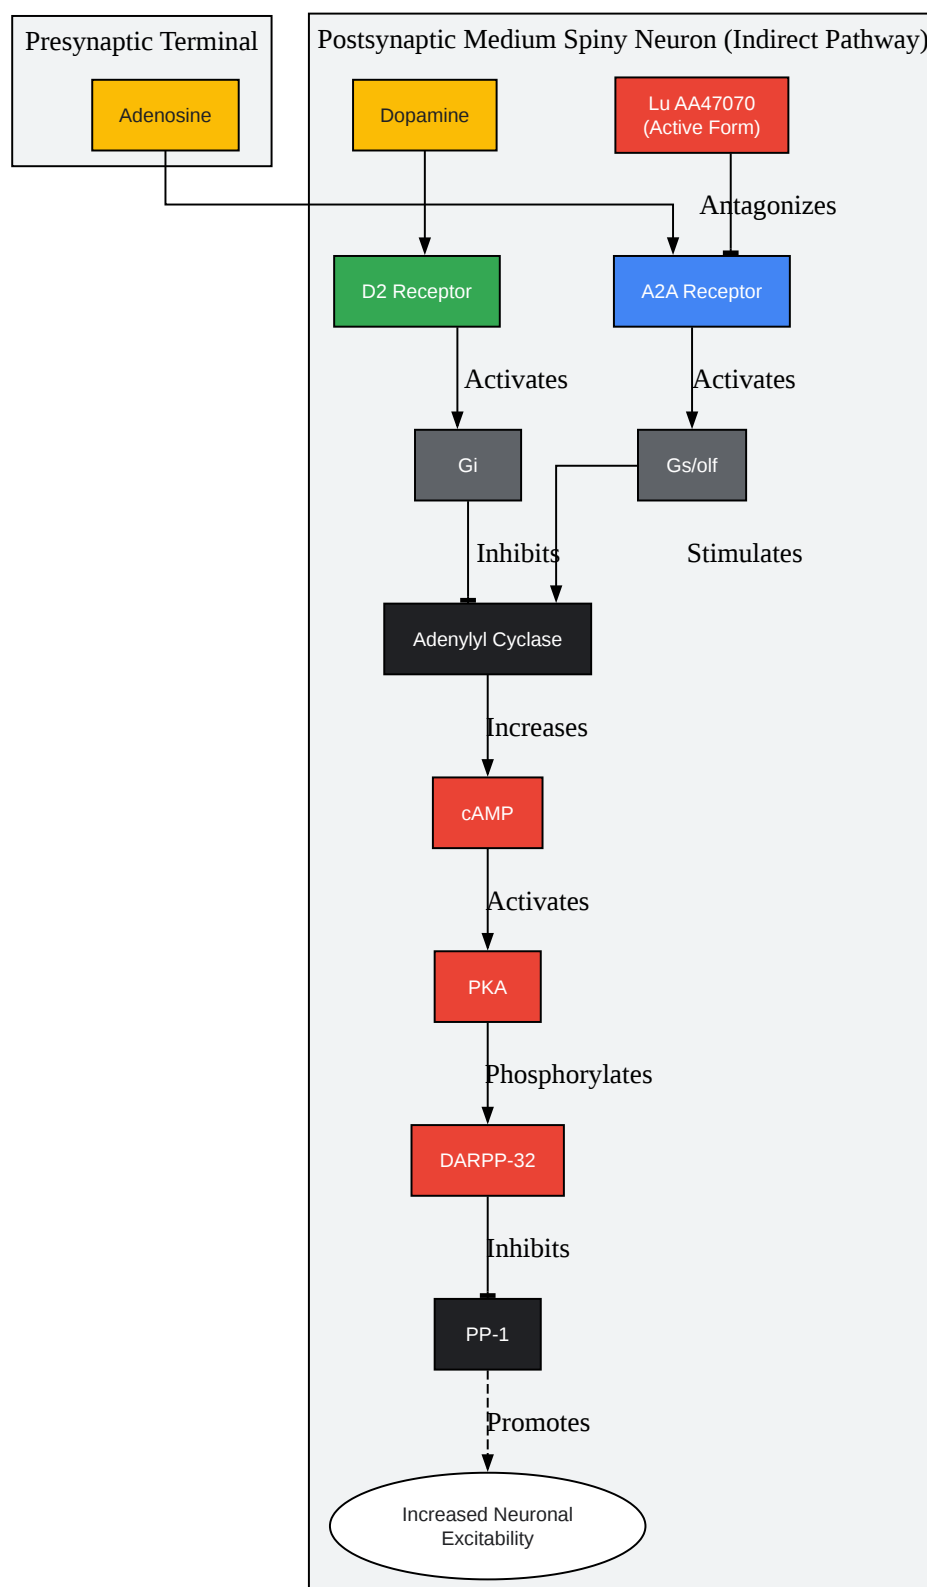 Presynaptic Terminal
Postsynaptic Medium Spiny Neuron (Indirect Pathway)
Adenosine
Dopamine
Lu AA47070
(Active Form)
Antagonizes
D2 Receptor
A2A Receptor
Activates
Activates
Gi
Gs/olf
Inhibits
Stimulates
Adenylyl Cyclase
Increases
cAMP
Activates
PKA
Phosphorylates
DARPP-32
Inhibits
PP-1
Promotes
Increased Neuronal
Excitability